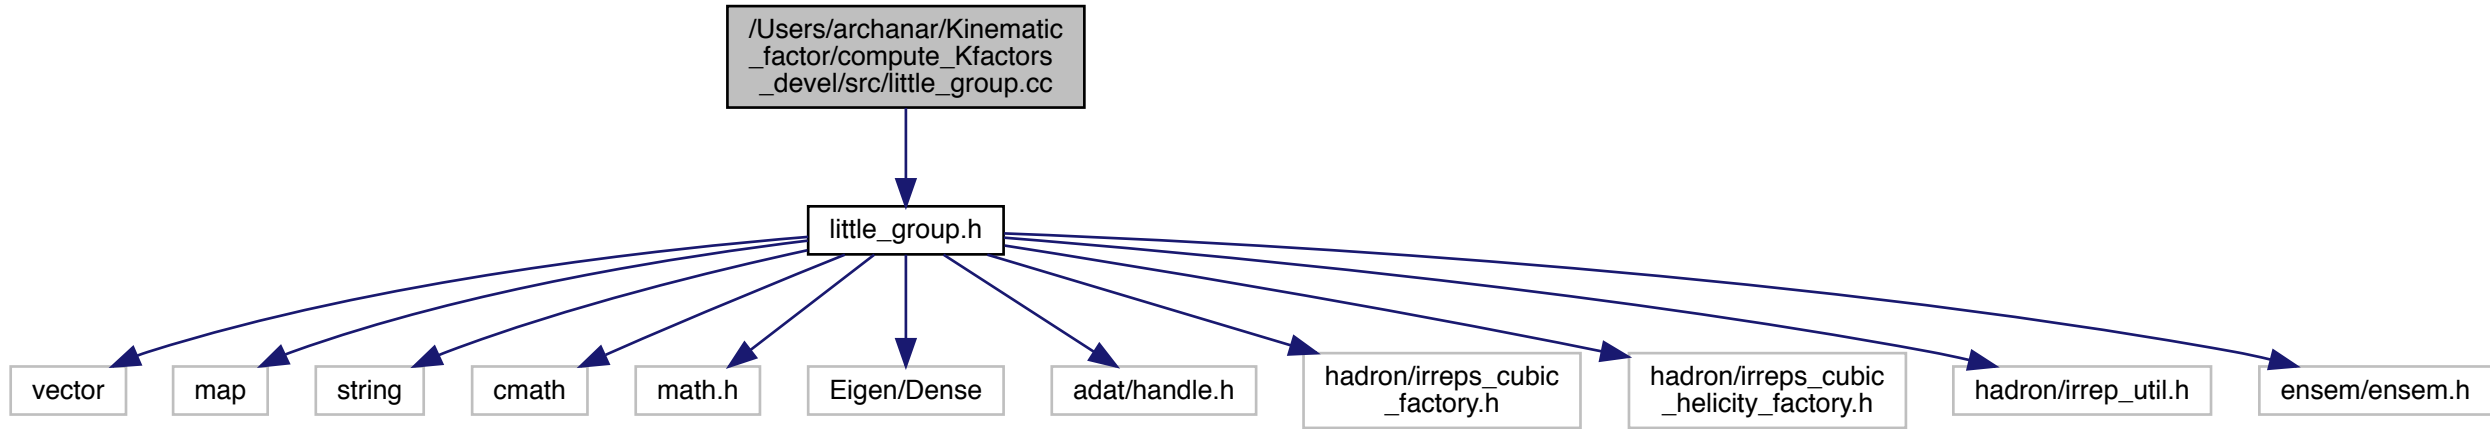 /Users/archanar/Kinematic
_factor/compute_Kfactors
_devel/src/little_group.cc
little_group.h
vector
map
string
cmath
math.h
Eigen/Dense
adat/handle.h
hadron/irreps_cubic
_factory.h
hadron/irreps_cubic
_helicity_factory.h
hadron/irrep_util.h
ensem/ensem.h